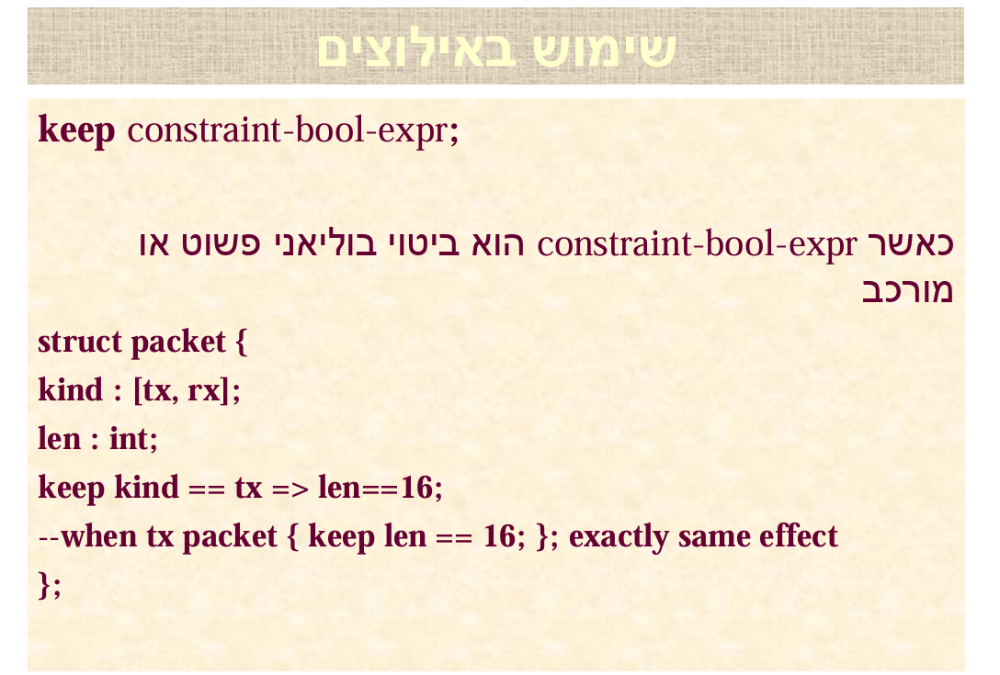 שימוש באילוצים
keep constraint-bool-expr;
כאשר constraint-bool-expr הוא ביטוי בוליאני פשוט או
מורכב
struct packet {
kind : [tx, rx];
len : int;
keep kind == tx => len==16;
--when tx packet { keep len == 16; }; exactly same effect
};